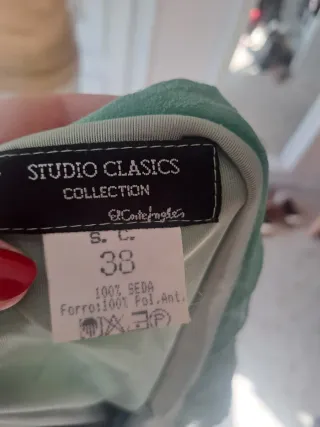 STUDIO CLASICS
COLLECTION
El Corte Inglés
S. C.
38
100% SEDA
Forro:100% Pol.Ant.